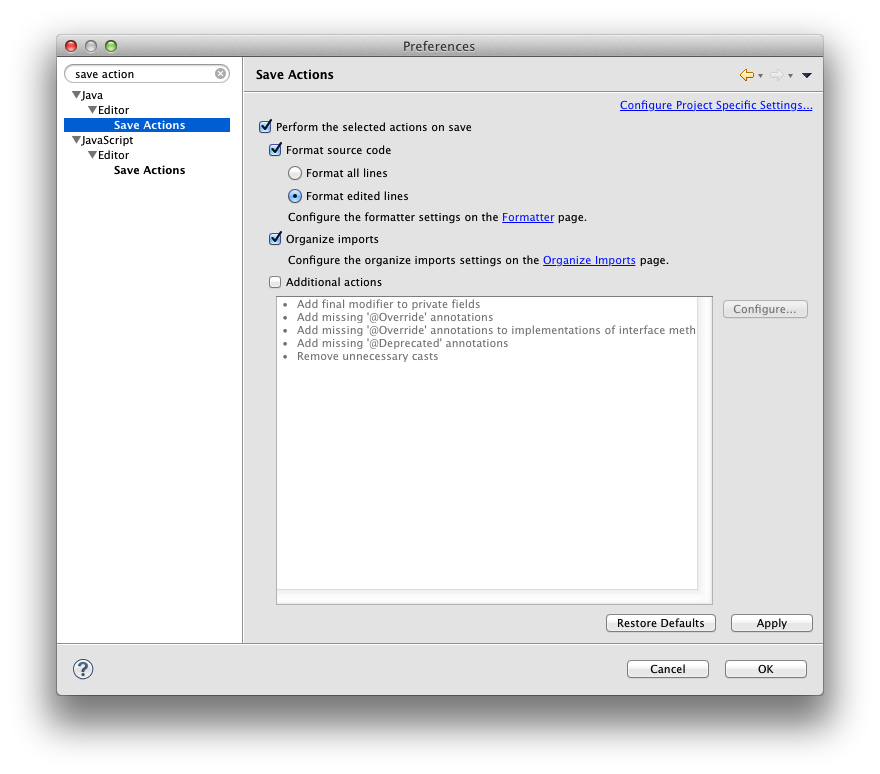 Preferences
save action
Java
Editor
Save Actions
JavaScript
Editor
Save Actions
Save Actions
Configure Project Specific Settings...
Perform the selected actions on save
Format source code
Format all lines
Format edited lines
Configure the formatter settings on the Formatter page.
Organize imports
Configure the organize imports settings on the Organize Imports page.
Additional actions
• Add final modifier to private fields
• Add missing '@Override' annotations
• Add missing '@Override' annotations to implementations of interface meth
• Add missing '@Deprecated' annotations
• Remove unnecessary casts
Configure...
Restore Defaults
Apply
?
Cancel
OK